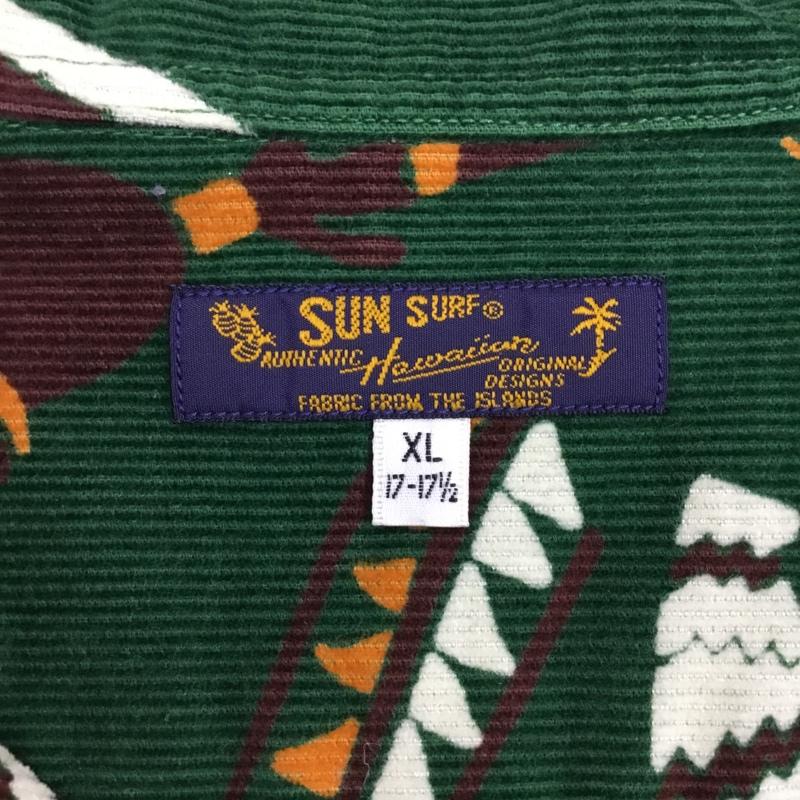 SUN SURF®
AUTHENTIC Hawaiian ORIGINAL
DESIGNS
FABRIC FROM THE ISLANDS
XL
17-17½